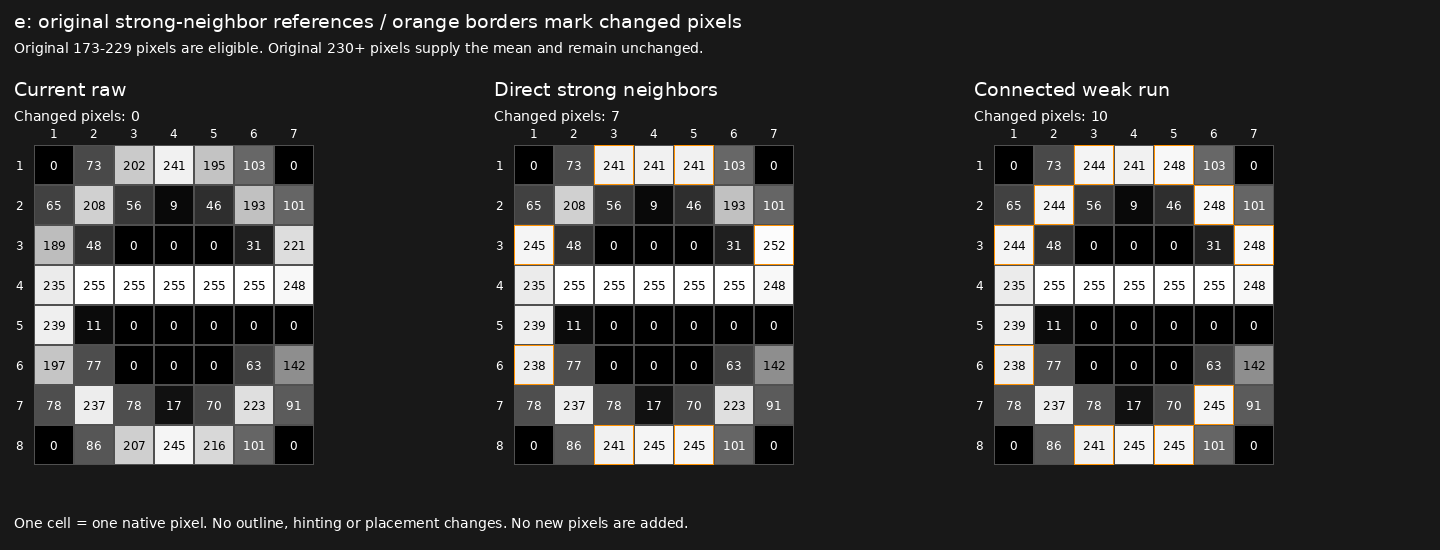 e: original strong-neighbor references / orange borders mark changed pixels
Original 173-229 pixels are eligible. Original 230+ pixels supply the mean and remain unchanged.
Current raw
Changed pixels: 0
1 2 3 4 5 6 7
1 0 73 202 241 195 103 0
2 65 208 56 9 46 193 101
3 189 48 0 0 0 31 221
4 235 255 255 255 255 255 248
5 239 11 0 0 0 0 0
6 197 77 0 0 0 63 142
7 78 237 78 17 70 223 91
8 0 86 207 245 216 101 0
Direct strong neighbors
Changed pixels: 7
1 2 3 4 5 6 7
1 0 73 241 241 241 103 0
2 65 208 56 9 46 193 101
3 245 48 0 0 0 31 252
4 235 255 255 255 255 255 248
5 239 11 0 0 0 0 0
6 238 77 0 0 0 63 142
7 78 237 78 17 70 223 91
8 0 86 241 245 245 101 0
Connected weak run
Changed pixels: 10
1 2 3 4 5 6 7
1 0 73 244 241 248 103 0
2 65 244 56 9 46 248 101
3 244 48 0 0 0 31 248
4 235 255 255 255 255 255 248
5 239 11 0 0 0 0 0
6 238 77 0 0 0 63 142
7 78 237 78 17 70 245 91
8 0 86 241 245 245 101 0
One cell = one native pixel. No outline, hinting or placement changes. No new pixels are added.